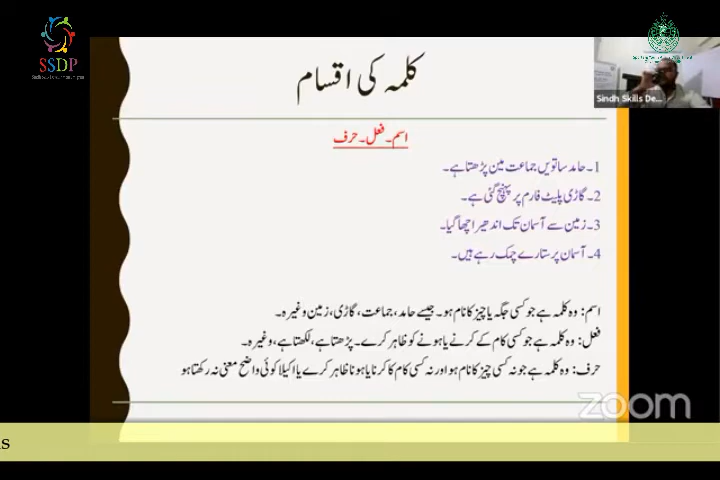 SSDP
کلمہ کی اقسام
اسم۔ فعل۔ حرف
1۔ حامد ساتویں جماعت مین پڑھتا ہے۔
2۔ گاڑی پلیٹ فارم پر پہنچ گئی ہے۔
3۔ زمین سے آسمان تک اندھیرا چھا گیا۔
4۔ آسمان پر ستارے چمک رہے ہیں۔
اسم: وہ کلمہ ہے جو کسی جگہ یا چیز کا نام ہو۔ جیسے حامد، جماعت، گاڑی، زمین وغیرہ۔
فعل: وہ کلمہ ہے جو کسی کام کے کرنے یا ہونے کو ظاہر کرے۔ پڑھتا ہے، لکھتا ہے، وغیرہ۔
حرف: وہ کلمہ ہے جو نہ کسی چیز کا نام ہو اور نہ کسی کام کا کرنا یا ہونا ظاہر کرے یا اکیلا کوئی واضح معنی نہ رکھتا ہو
Sindh Skills De...
zoom